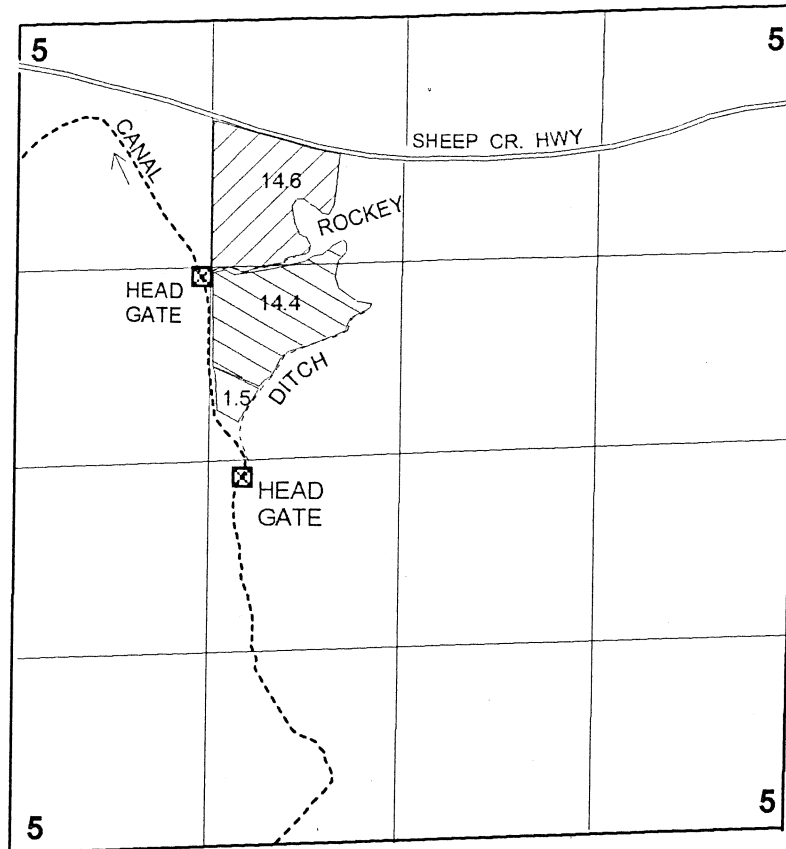 5
5
SHEEP CR. HWY
CANAL
14.6
ROCKEY
HEAD
GATE
14.4
DITCH
1.5
HEAD
GATE
5
5